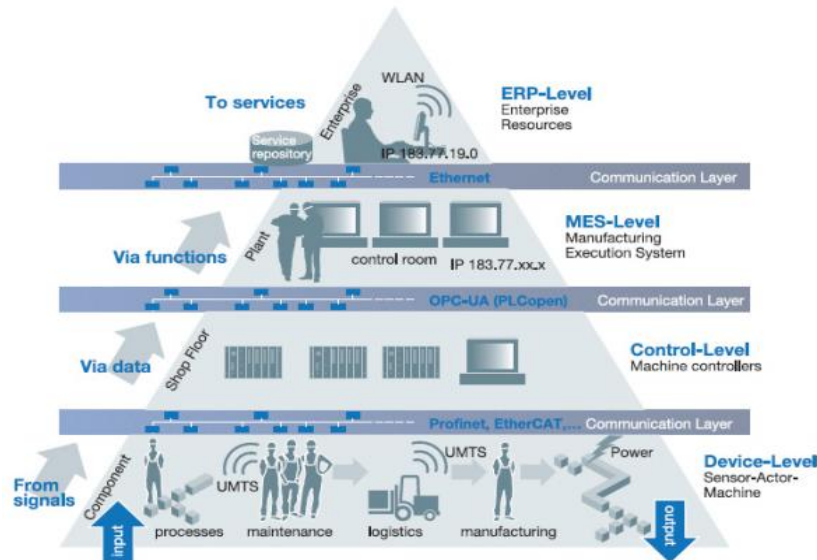 WLAN
ERP-Level
Enterprise
Resources
To services
Enterprise
Service
repository
IP 183.77.19.0
Ethernet
Communication Layer
MES-Level
Manufacturing
Execution System
Via functions
Plant
control room
IP 183.77.xx.x
OPC-UA (PLCopen)
Communication Layer
Control-Level
Machine controllers
Via data
Shop Floor
Profinet, EtherCAT,...
Communication Layer
Device-Level
Sensor-Actor-
Machine
From
signals
Component
UMTS
UMTS
Power
input
processes
maintenance
logistics
manufacturing
output